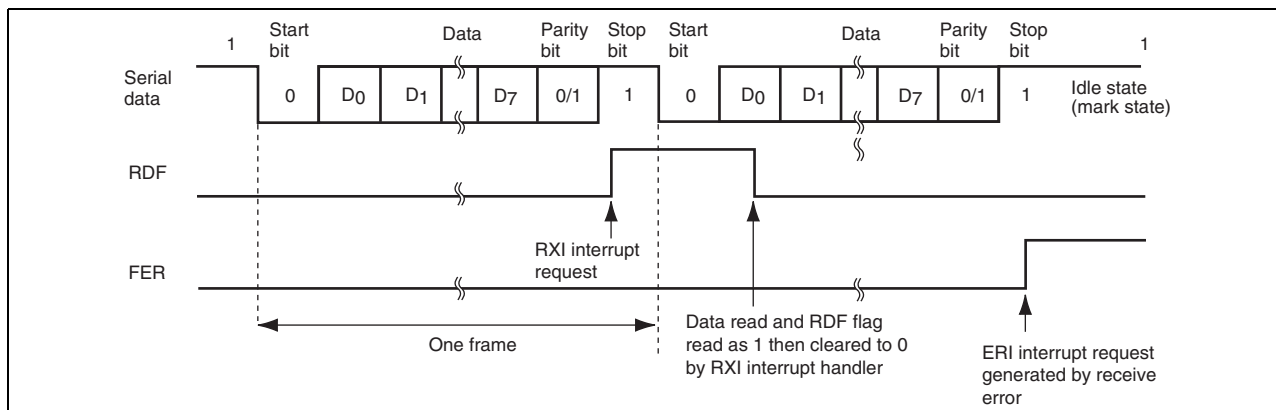 1 Start bit Data Parity bit Stop bit Start bit Data Parity bit Stop bit 1
Serial data 0 D0 D1 D7 0/1 1 0 D0 D1 D7 0/1 1 Idle state (mark state)
RDF
RXI interrupt request
FER
One frame
Data read and RDF flag
read as 1 then cleared to 0
by RXI interrupt handler
ERI interrupt request
generated by receive
error